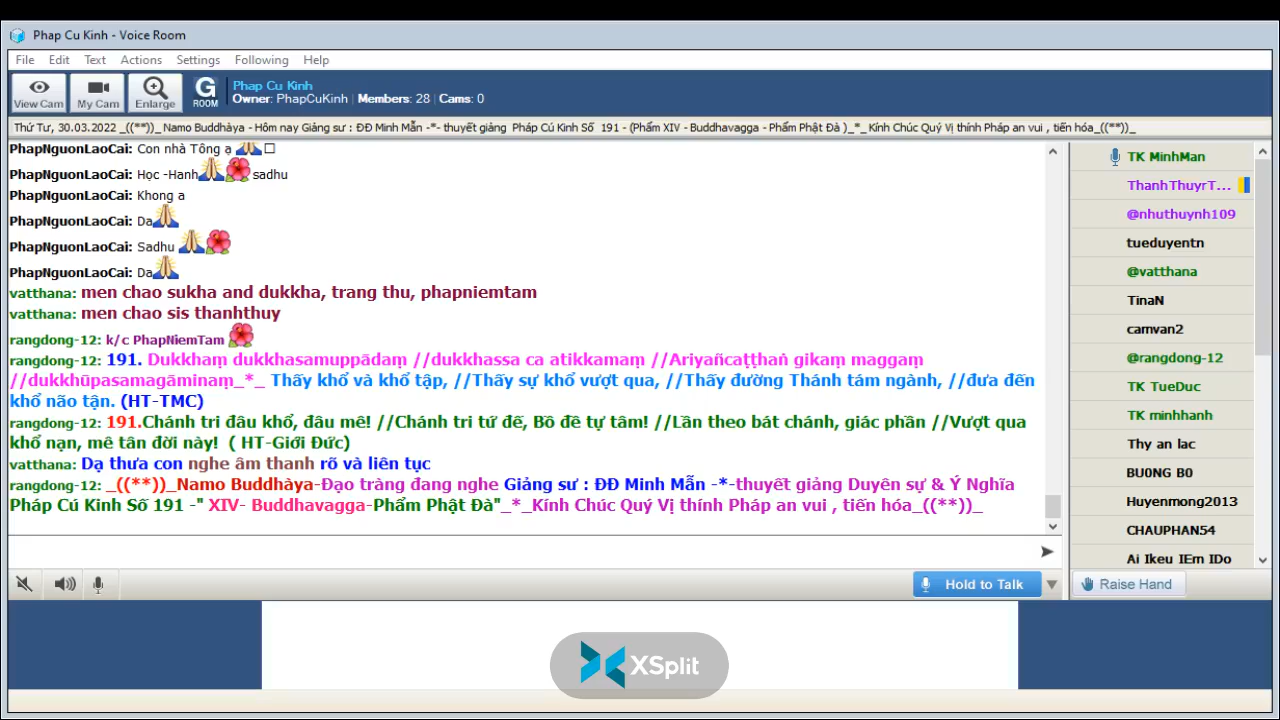 Phap Cu Kinh - Voice Room
File Edit Text Actions Settings Following Help
View Cam
My Cam
Enlarge
G
ROOM
Phap Cu Kinh
Owner: PhapCuKinh | Members: 28 | Cams: 0
Thứ Tư, 30.03.2022 _((**))_ Namo Buddhàya - Hôm nay Giảng sư : ĐĐ Minh Mẫn -*- thuyết giảng Pháp Cú Kinh Số 191 - (Phẩm XIV - Buddhavagga - Phẩm Phật Đà )_*_ Kính Chúc Quý Vị thính Pháp an vui , tiến hóa_((**))_
PhapNguonLaoCai: Con nhà Tông ạ
PhapNguonLaoCai: Học -Hanh sadhu
PhapNguonLaoCai: Khong a
PhapNguonLaoCai: Da
PhapNguonLaoCai: Sadhu
PhapNguonLaoCai: Da
vatthana: men chao sukha and dukkha, trang thu, phapniemtam
vatthana: men chao sis thanhthuy
rangdong-12: k/c PhapNiemTam
rangdong-12: 191. Dukkhaṃ dukkhasamuppādaṃ //dukkhassa ca atikkamaṃ //Ariyañcaṭṭhaṅ gikaṃ maggaṃ
//dukkhūpasamagāminaṃ_*_ Thấy khổ và khổ tập, //Thấy sự khổ vượt qua, //Thấy đường Thánh tám ngành, //đưa đến
khổ não tận. (HT-TMC)
rangdong-12: 191.Chánh tri đâu khổ, đâu mê! //Chánh tri tứ đế, Bồ đề tự tâm! //Lần theo bát chánh, giác phần //Vượt qua
khổ nạn, mê tân đời này! ( HT-Giới Đức)
vatthana: Dạ thưa con nghe âm thanh rõ và liên tục
rangdong-12: _((**))_Namo Buddhàya-Đạo tràng đang nghe Giảng sư : ĐĐ Minh Mẫn -*-thuyết giảng Duyên sự & Ý Nghĩa
Pháp Cú Kinh Số 191 -" XIV- Buddhavagga-Phẩm Phật Đà"_*_Kính Chúc Quý Vị thính Pháp an vui , tiến hóa_((**))_
TK MinhMan
ThanhThuyrT...
@nhuthuynh109
tueduyentn
@vatthana
TinaN
camvan2
@rangdong-12
TK TueDuc
TK minhhanh
Thy an lac
BU0NG B0
Huyenmong2013
CHAUPHAN54
Ai Ikeu IEm IDo
Hold to Talk
Raise Hand
XSplit